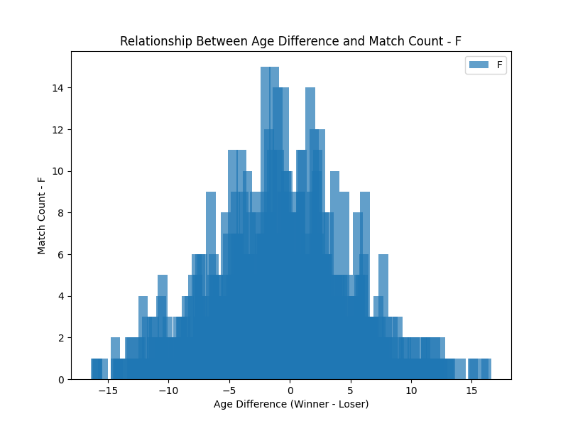 Relationship Between Age Difference and Match Count - F
F
14
12
10
8
6
4
2
0
Match Count - F
−15 −10 −5 0 5 10 15
Age Difference (Winner - Loser)